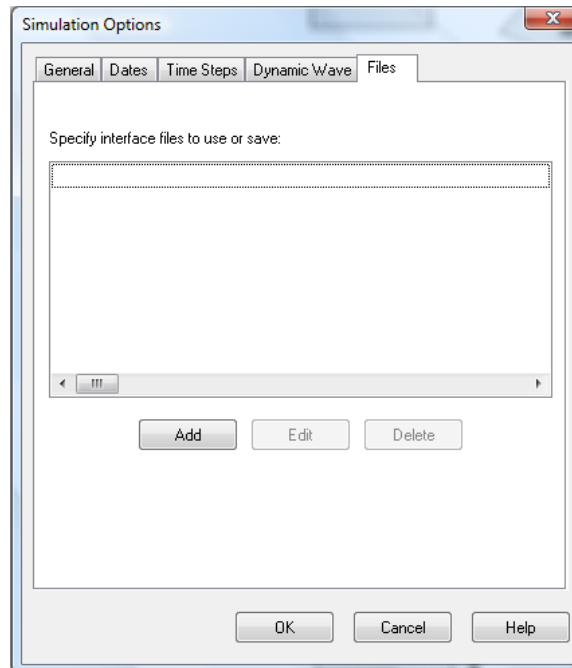 Simulation Options
General Dates Time Steps Dynamic Wave Files
Specify interface files to use or save:
Add Edit Delete
OK Cancel Help